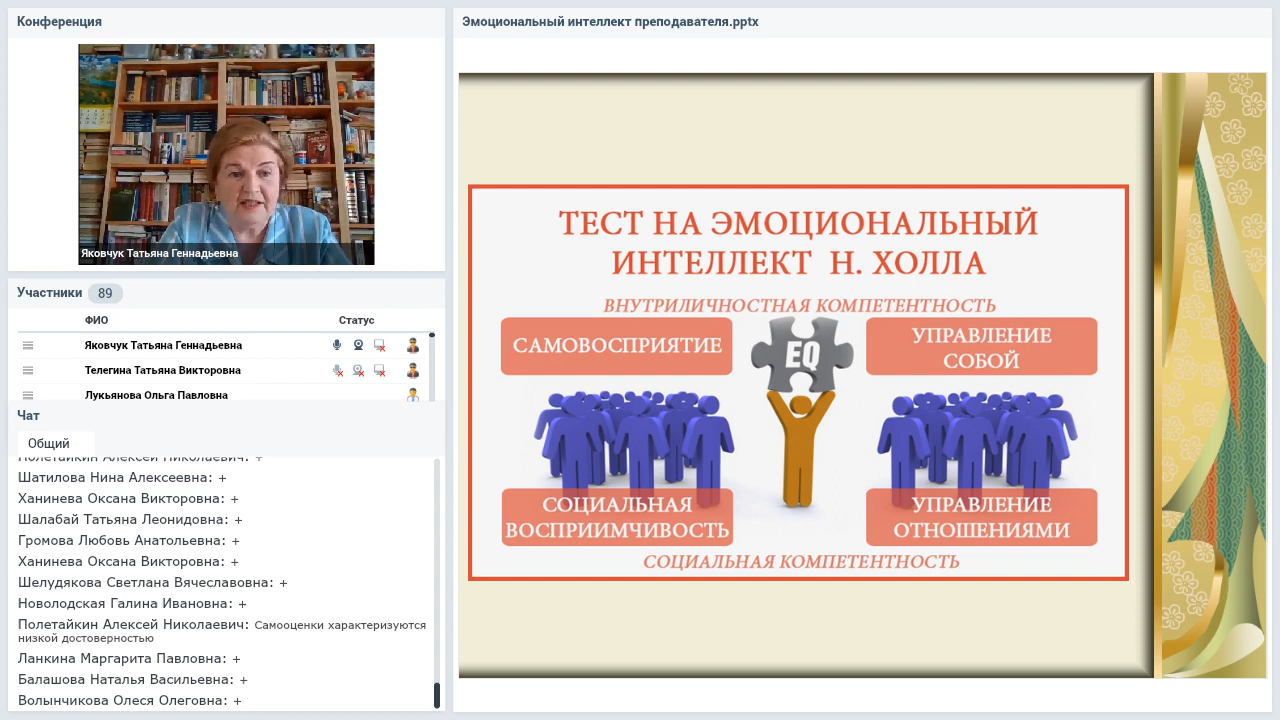 Конференция
Яковчук Татьяна Геннадьевна
Участники 89
ФИО Статус
Яковчук Татьяна Геннадьевна
Телегина Татьяна Викторовна
Лукьянова Ольга Павловна
Чат
Общий
Полетайкин Алексей Николаевич: +
Шатилова Нина Алексеевна: +
Ханинева Оксана Викторовна: +
Шалабай Татьяна Леонидовна: +
Громова Любовь Анатольевна: +
Ханинева Оксана Викторовна: +
Шелудякова Светлана Вячеславовна: +
Новолодская Галина Ивановна: +
Полетайкин Алексей Николаевич: Самооценки характеризуются
низкой достоверностью
Ланкина Маргарита Павловна: +
Балашова Наталья Васильевна: +
Волынчикова Олеся Олеговна: +
Эмоциональный интеллект преподавателя.pptx
ТЕСТ НА ЭМОЦИОНАЛЬНЫЙ
ИНТЕЛЛЕКТ Н. ХОЛЛА
ВНУТРИЛИЧНОСТНАЯ КОМПЕТЕНТНОСТЬ
САМОВОСПРИЯТИЕ
EQ
УПРАВЛЕНИЕ
СОБОЙ
СОЦИАЛЬНАЯ
ВОСПРИИМЧИВОСТЬ
УПРАВЛЕНИЕ
ОТНОШЕНИЯМИ
СОЦИАЛЬНАЯ КОМПЕТЕНТНОСТЬ